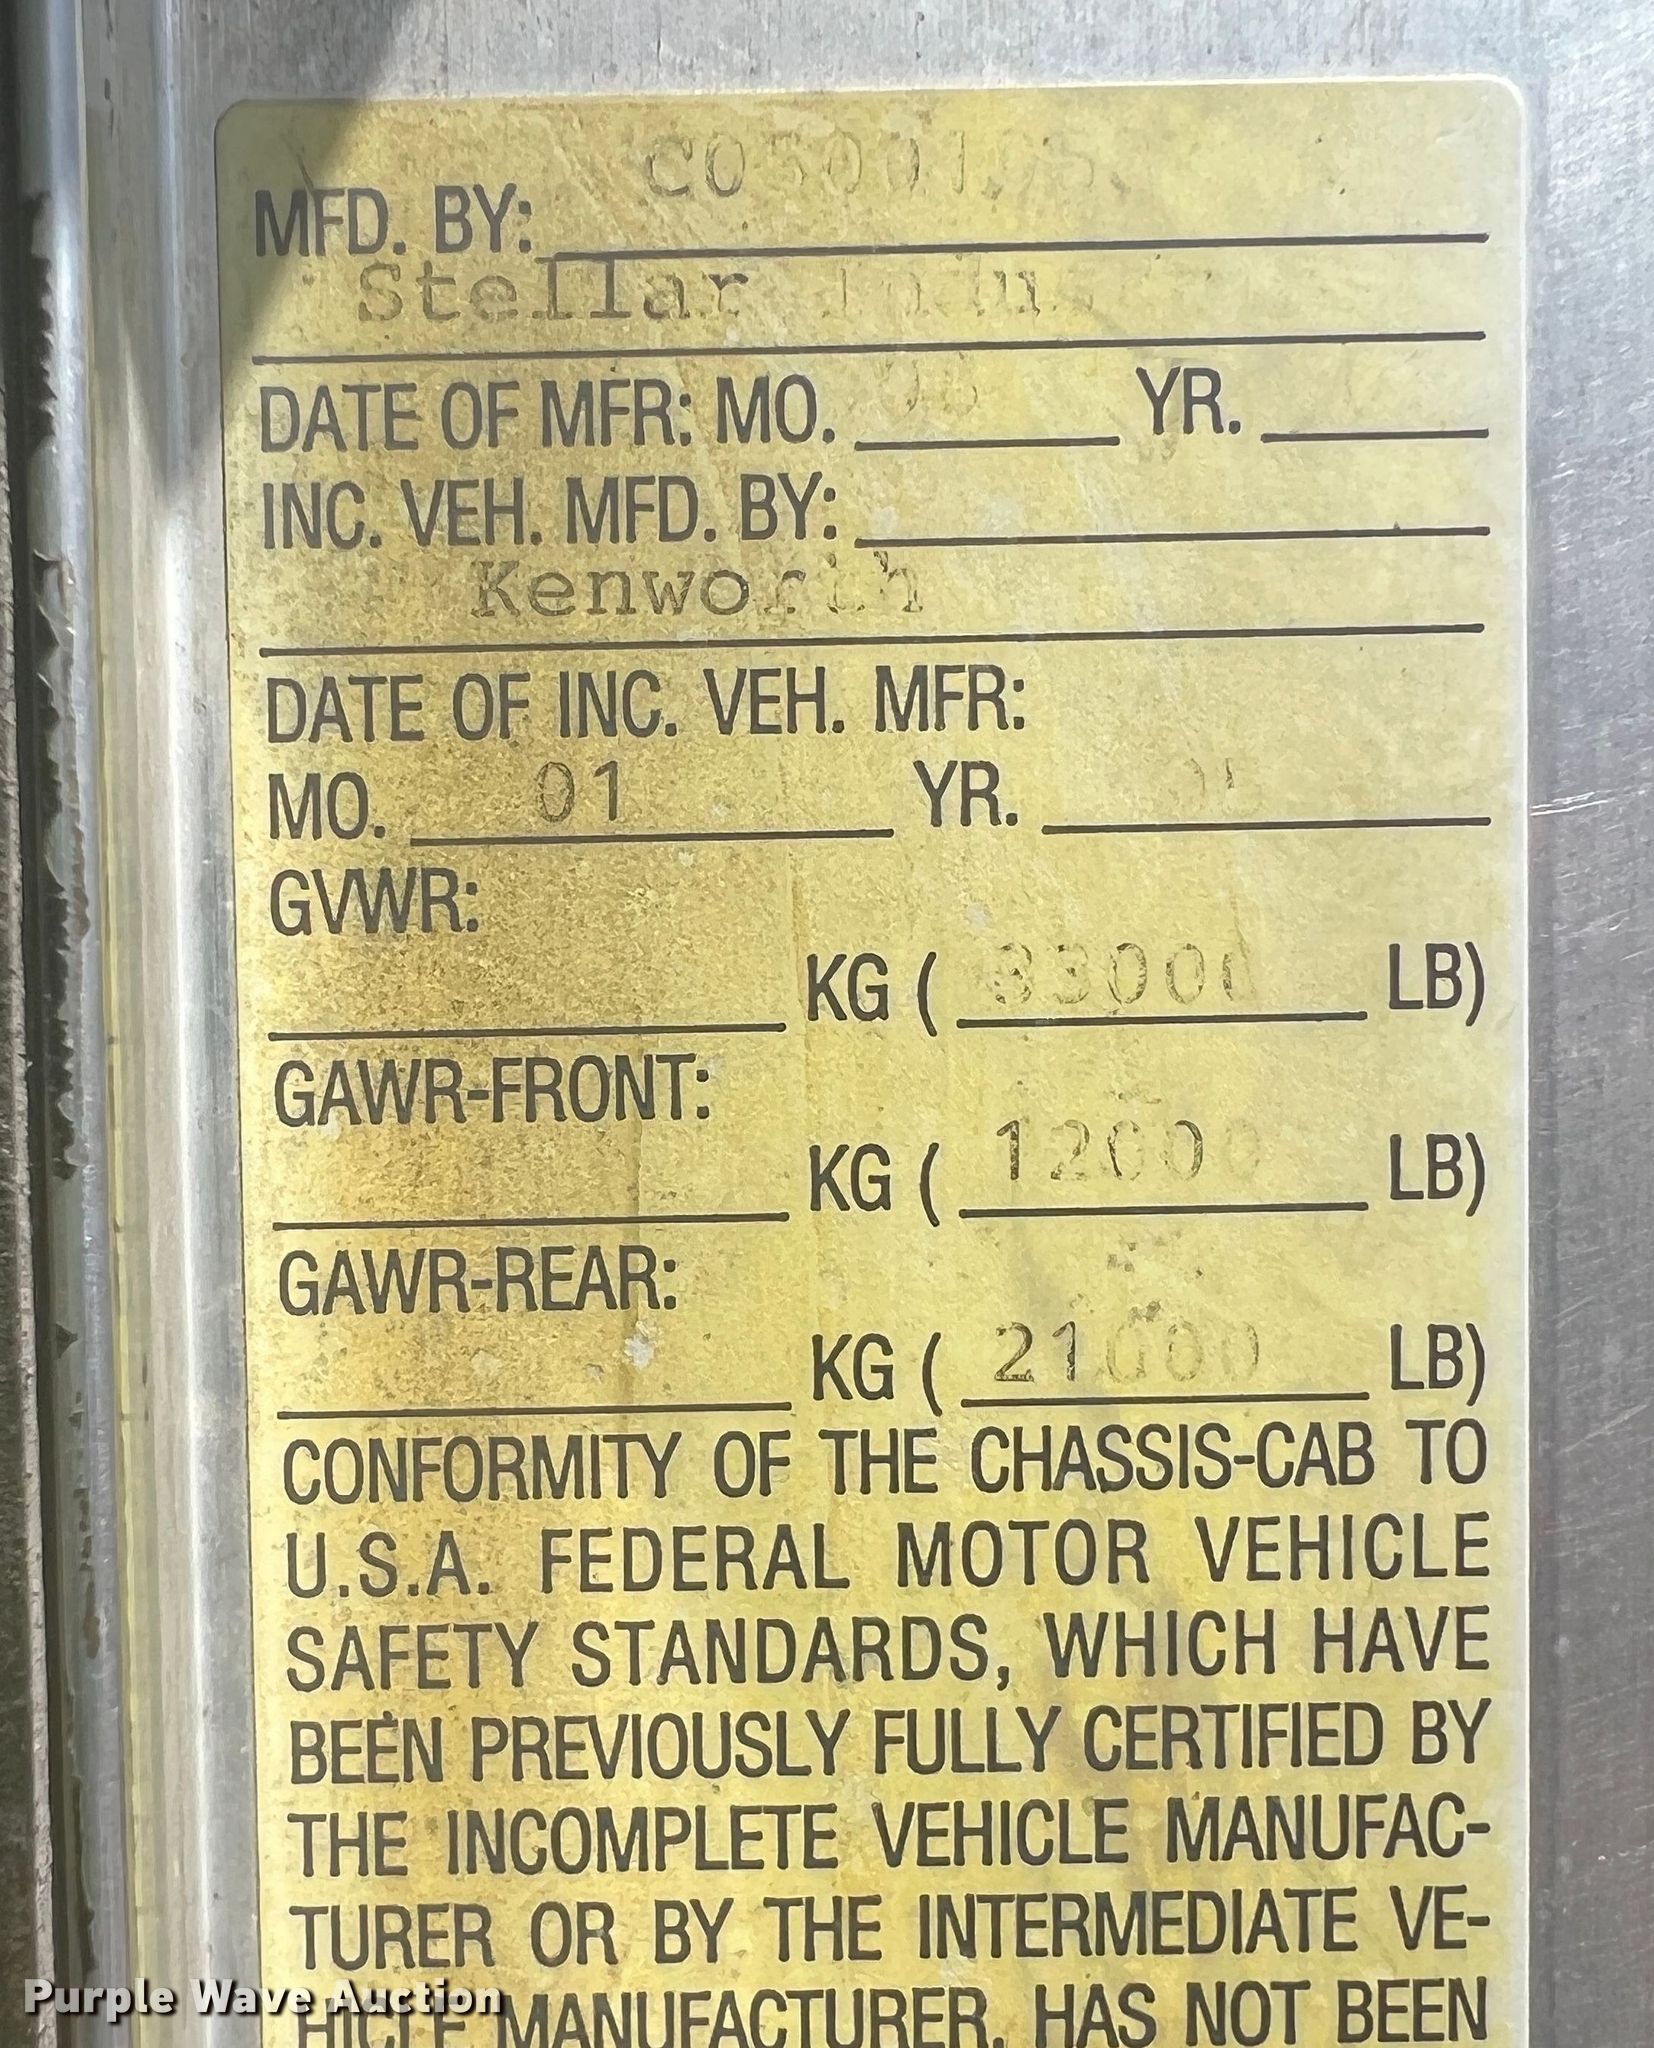 MFD. BY:
Stellar
DATE OF MFR: MO. YR.
INC. VEH. MFD. BY:
Kenworth
DATE OF INC. VEH. MFR:
MO. 01 YR.
GVWR:
KG ( 33000 LB)
GAWR-FRONT:
KG ( 12000 LB)
GAWR-REAR:
KG ( 21000 LB)
CONFORMITY OF THE CHASSIS-CAB TO
U.S.A. FEDERAL MOTOR VEHICLE
SAFETY STANDARDS, WHICH HAVE
BEEN PREVIOUSLY FULLY CERTIFIED BY
THE INCOMPLETE VEHICLE MANUFAC-
TURER OR BY THE INTERMEDIATE VE-
HICLE MANUFACTURER, HAS NOT BEEN
Purple Wave Auction